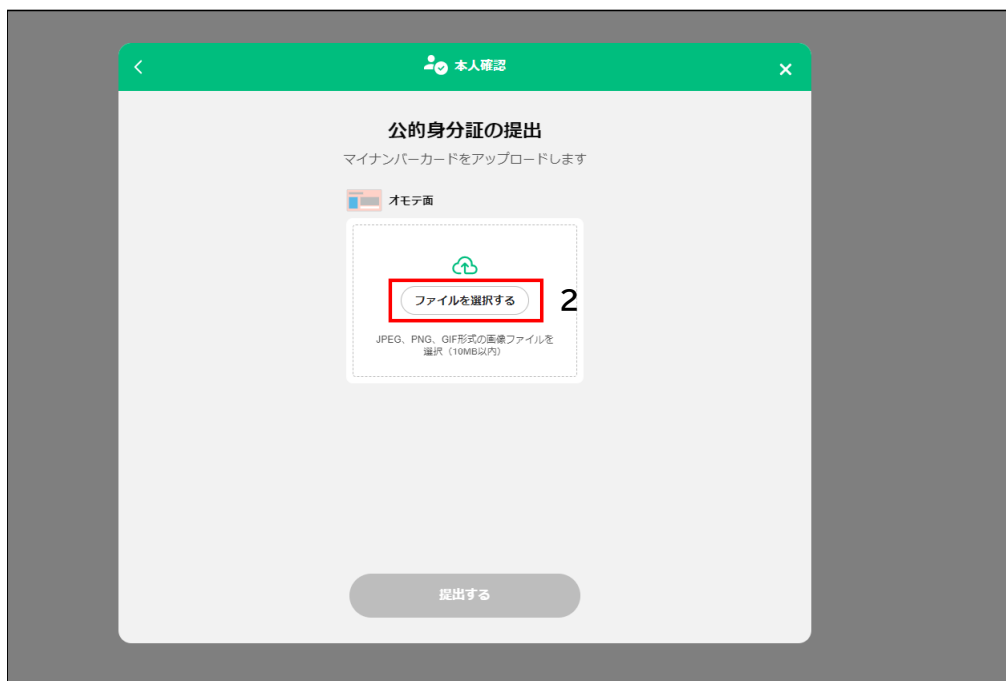 本人確認
公的身分証の提出
マイナンバーカードをアップロードします
オモテ面
ファイルを選択する
2
JPEG、PNG、GIF形式の画像ファイルを
選択（10MB以内）
提出する